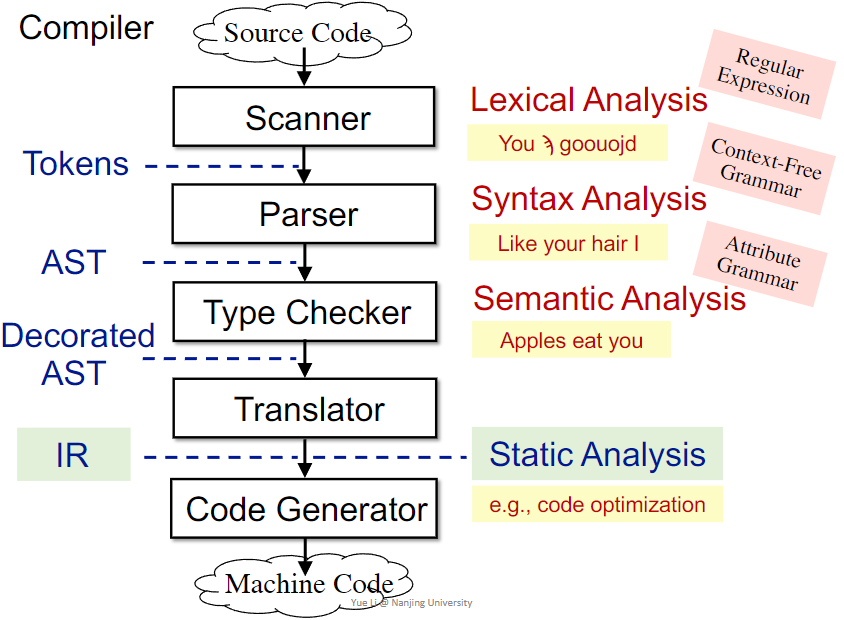 Compiler
Source Code
Regular
Expression
Scanner
Lexical Analysis
You ϡ goouojd
Tokens
Context-Free
Grammar
Parser
Syntax Analysis
Like your hair I
AST
Attribute
Grammar
Type Checker
Semantic Analysis
Apples eat you
Decorated
AST
Translator
IR
Static Analysis
Code Generator
e.g., code optimization
Machine Code
Yue Li @ Nanjing University